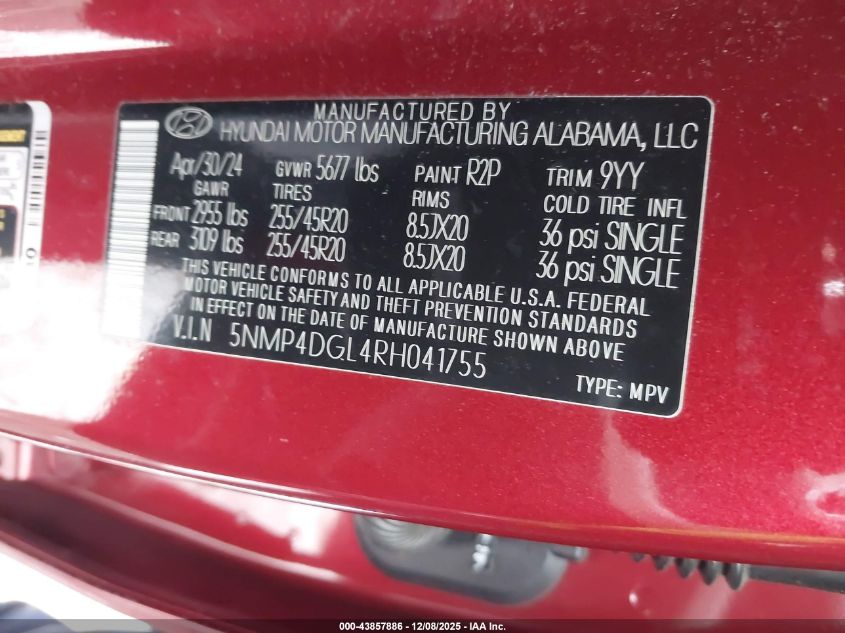 MANUFACTURED BY
HYUNDAI MOTOR MANUFACTURING ALABAMA, LLC
Apr/30/24 GVWR 5677 lbs PAINT R2P TRIM 9YY
GAWR TIRES RIMS COLD TIRE INFL
FRONT 2955 lbs 255/45R20 8.5JX20 36 psi SINGLE
REAR 3109 lbs 255/45R20 8.5JX20 36 psi SINGLE
THIS VEHICLE CONFORMS TO ALL APPLICABLE U.S.A. FEDERAL
MOTOR VEHICLE SAFETY AND THEFT PREVENTION STANDARDS
IN EFFECT ON THE DATE OF MANUFACTURE SHOWN ABOVE.
V.I.N 5NMP4DGL4RH041755
TYPE: MPV
000-43857886 - 12/08/2025 - IAA Inc.